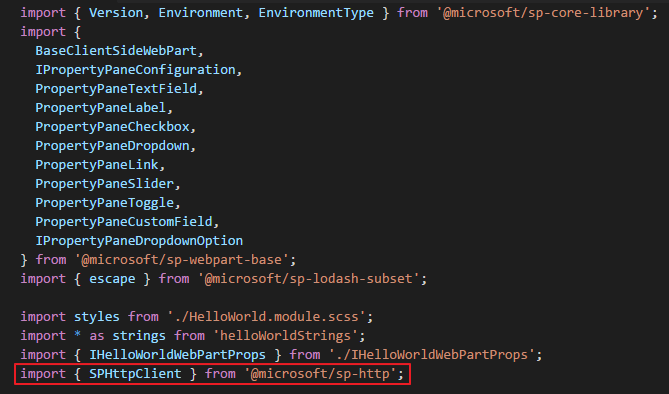 import { Version, Environment, EnvironmentType } from '@microsoft/sp-core-library';
import {
  BaseClientSideWebPart,
  IPropertyPaneConfiguration,
  PropertyPaneTextField,
  PropertyPaneLabel,
  PropertyPaneCheckbox,
  PropertyPaneDropdown,
  PropertyPaneLink,
  PropertyPaneSlider,
  PropertyPaneToggle,
  PropertyPaneCustomField,
  IPropertyPaneDropdownOption
} from '@microsoft/sp-webpart-base';
import { escape } from '@microsoft/sp-lodash-subset';

import styles from './HelloWorld.module.scss';
import * as strings from 'helloWorldStrings';
import { IHelloWorldWebPartProps } from './IHelloWorldWebPartProps';
import { SPHttpClient } from '@microsoft/sp-http';